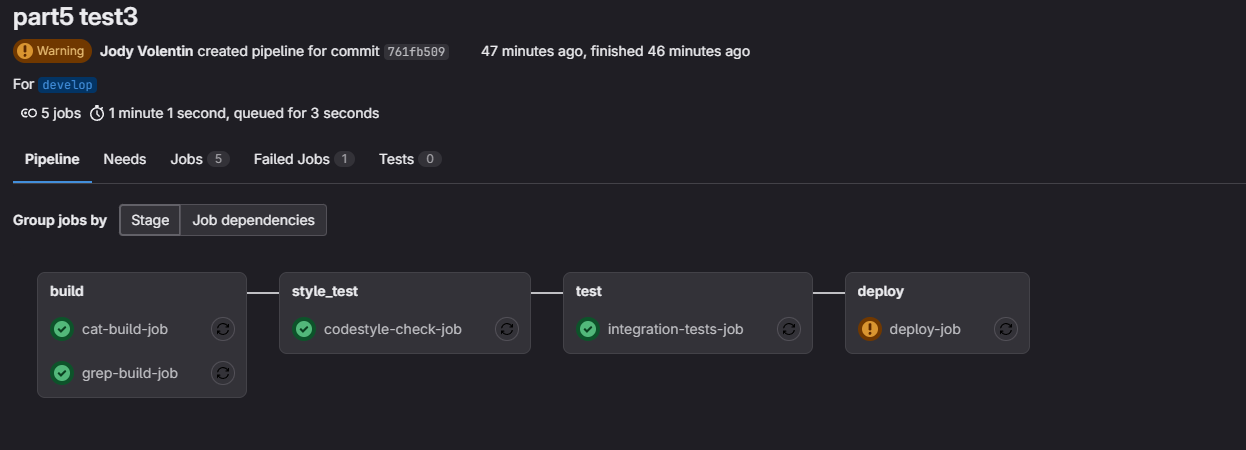 part5 test3
Warning Jody Volentin created pipeline for commit 761fb509 47 minutes ago, finished 46 minutes ago
For develop
5 jobs 1 minute 1 second, queued for 3 seconds
Pipeline Needs Jobs 5 Failed Jobs 1 Tests 0
Group jobs by Stage Job dependencies
build style_test test deploy
cat-build-job codestyle-check-job integration-tests-job deploy-job
grep-build-job